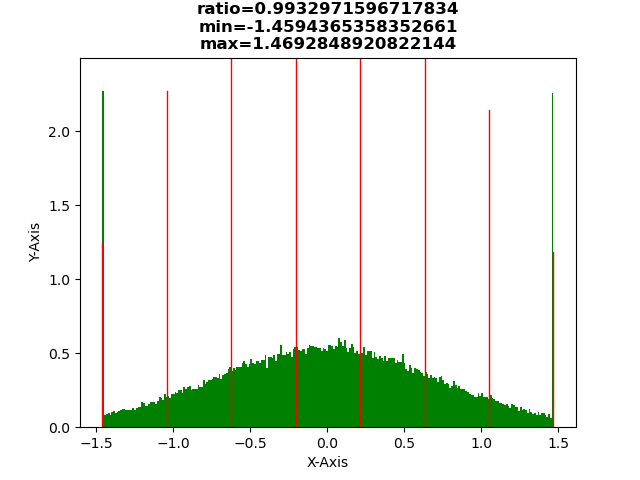 ratio=0.9932971596717834
min=-1.4594365358352661
max=1.4692848920822144
2.0
1.5
1.0
0.5
0.0
Y-Axis
−1.5 −1.0 −0.5 0.0 0.5 1.0 1.5
X-Axis